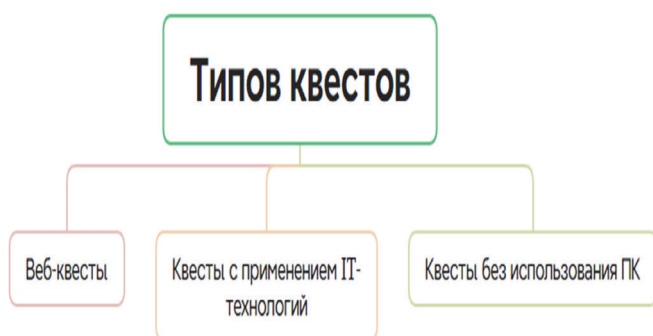 Типов квестов
Веб-квесты
Квесты с применением IT-
технологий
Квесты без использования ПК